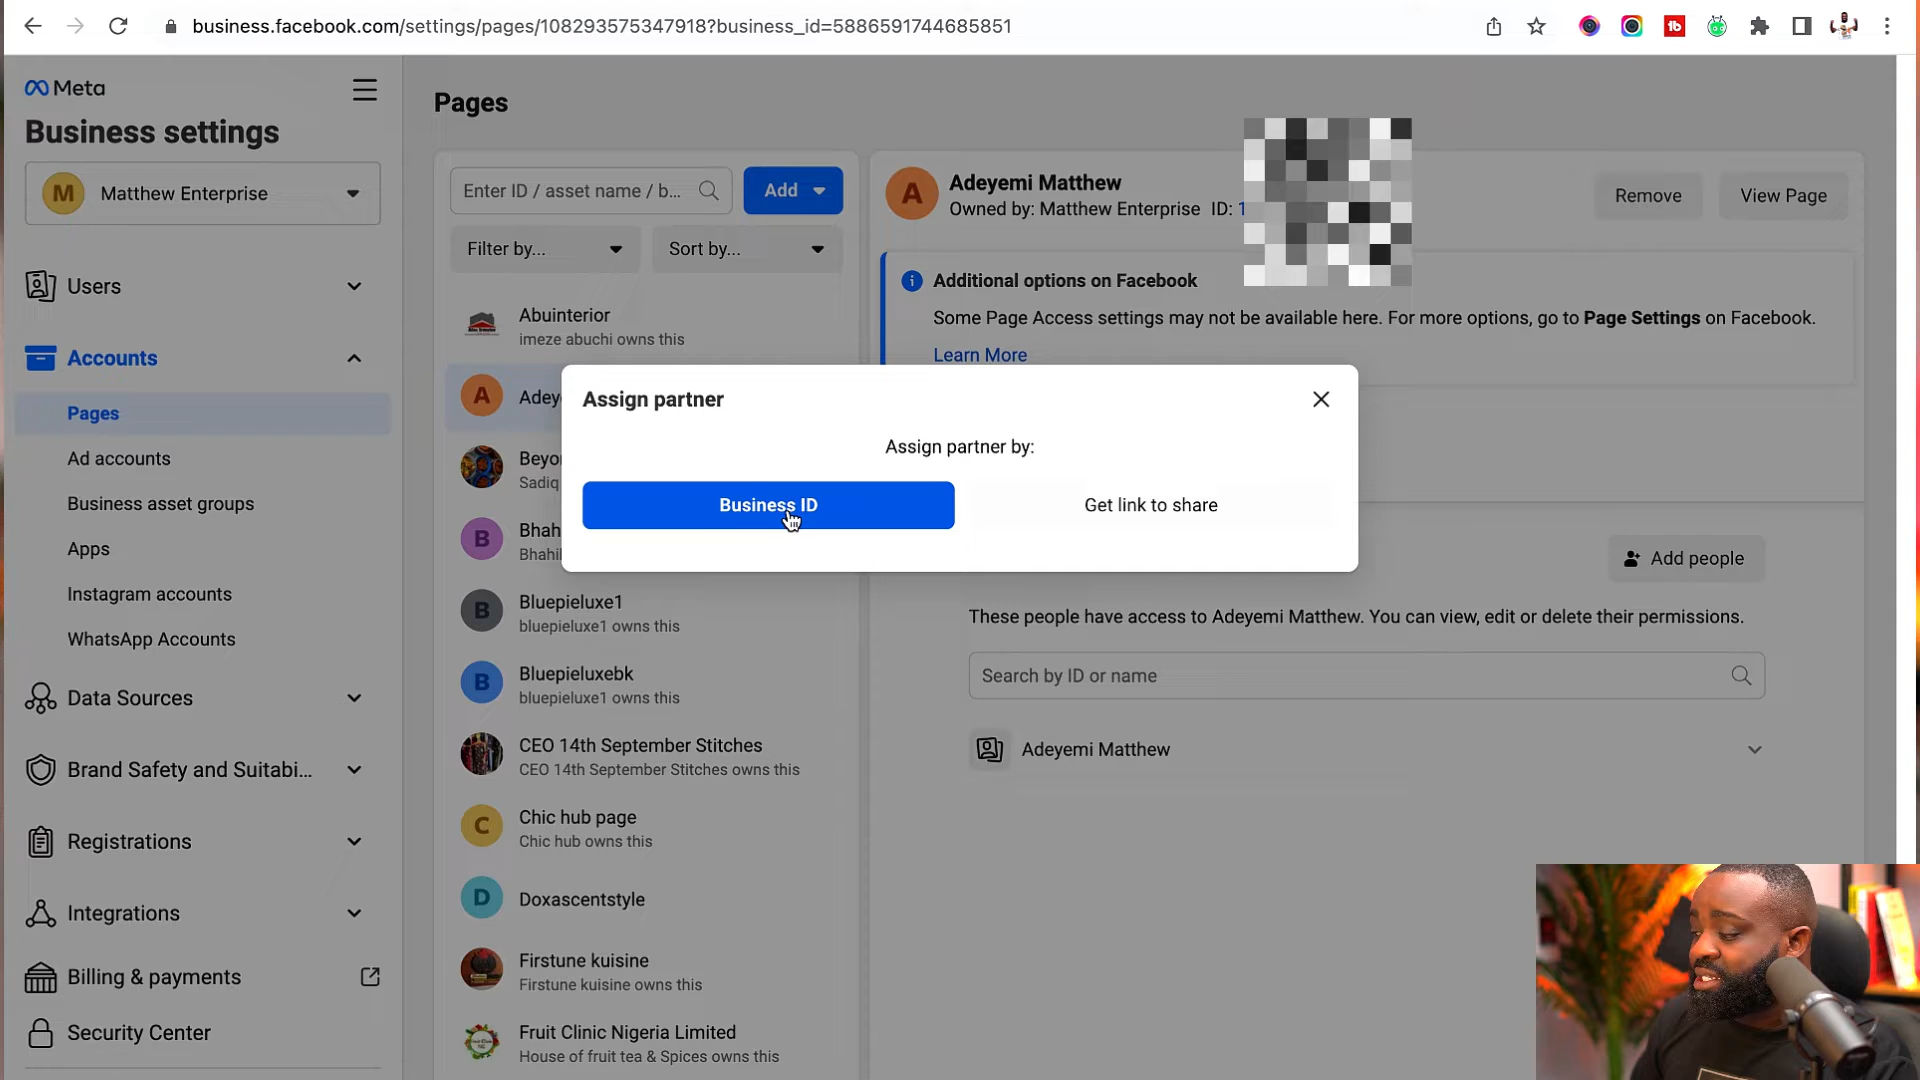 business.facebook.com/settings/pages/108293575347918?business_id=5886591744685851
Meta
Business settings
M
Matthew Enterprise
Users
Accounts
Pages
Ad accounts
Business asset groups
Apps
Instagram accounts
WhatsApp Accounts
Data Sources
Brand Safety and Suitabi...
Registrations
Integrations
Billing & payments
Security Center
Pages
Enter ID / asset name / b...
Add
Filter by...
Sort by...
Abuinterior
imeze abuchi owns this
A
Adey
Beyo
Sadiq
B
Bhah
Bhahi
B
Bluepieluxe1
bluepieluxe1 owns this
B
Bluepieluxebk
bluepieluxe1 owns this
CEO 14th September Stitches
CEO 14th September Stitches owns this
C
Chic hub page
Chic hub owns this
D
Doxascentstyle
Firstune kuisine
Firstune kuisine owns this
Fruit Clinic Nigeria Limited
House of fruit tea & Spices owns this
A
Adeyemi Matthew
Owned by: Matthew Enterprise ID: 1
Remove
View Page
Additional options on Facebook
Some Page Access settings may not be available here. For more options, go to Page Settings on Facebook.
Learn More
Assign partner
Assign partner by:
Business ID
Get link to share
Add people
These people have access to Adeyemi Matthew. You can view, edit or delete their permissions.
Search by ID or name
Adeyemi Matthew